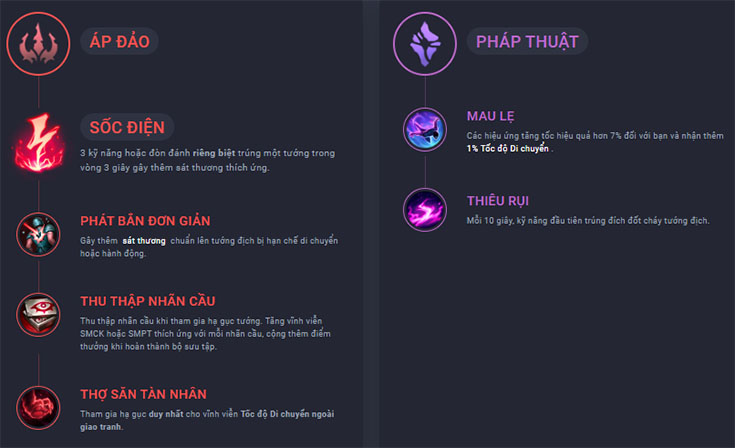 ÁP ĐẢO
SỐC ĐIỆN
3 kỹ năng hoặc đòn đánh riêng biệt trúng một tướng trong
vòng 3 giây gây thêm sát thương thích ứng.
PHÁT BẮN ĐƠN GIẢN
Gây thêm sát thương chuẩn lên tướng địch bị hạn chế di chuyển
hoặc hành động.
THU THẬP NHÃN CẦU
Thu thập nhãn cầu khi tham gia hạ gục tướng. Tăng vĩnh viễn
SMCK hoặc SMPT thích ứng với mỗi nhãn cầu, cộng thêm điểm
thưởng khi hoàn thành bộ sưu tập.
THỢ SĂN TÀN NHẪN
Tham gia hạ gục duy nhất cho vĩnh viễn Tốc độ Di chuyển ngoài
giao tranh.
PHÁP THUẬT
MAU LẸ
Các hiệu ứng tăng tốc hiệu quả hơn 7% đối với bạn và nhận thêm
1% Tốc độ Di chuyển .
THIÊU RỤI
Mỗi 10 giây, kỹ năng đầu tiên trúng đích đốt cháy tướng địch.